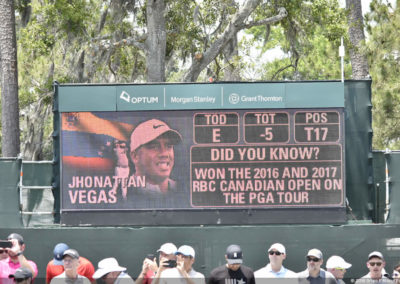 OPTUM
Morgan Stanley
Grant Thornton
TOD TOT POS
E -5 T17
DID YOU KNOW?
WON THE 2016 AND 2017
RBC CANADIAN OPEN ON
THE PGA TOUR
JHONATTAN
VEGAS